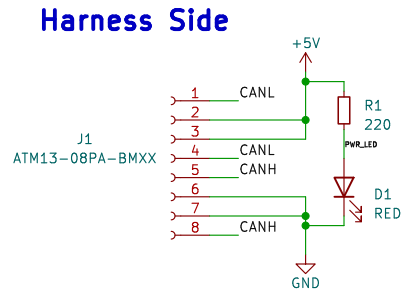 Harness Side
+5V
1 CANL
2
3
4 CANL
5 CANH
6
7
8 CANH
J1
ATM13-08PA-BMXX
R1
220
PWR_LED
D1
RED
GND